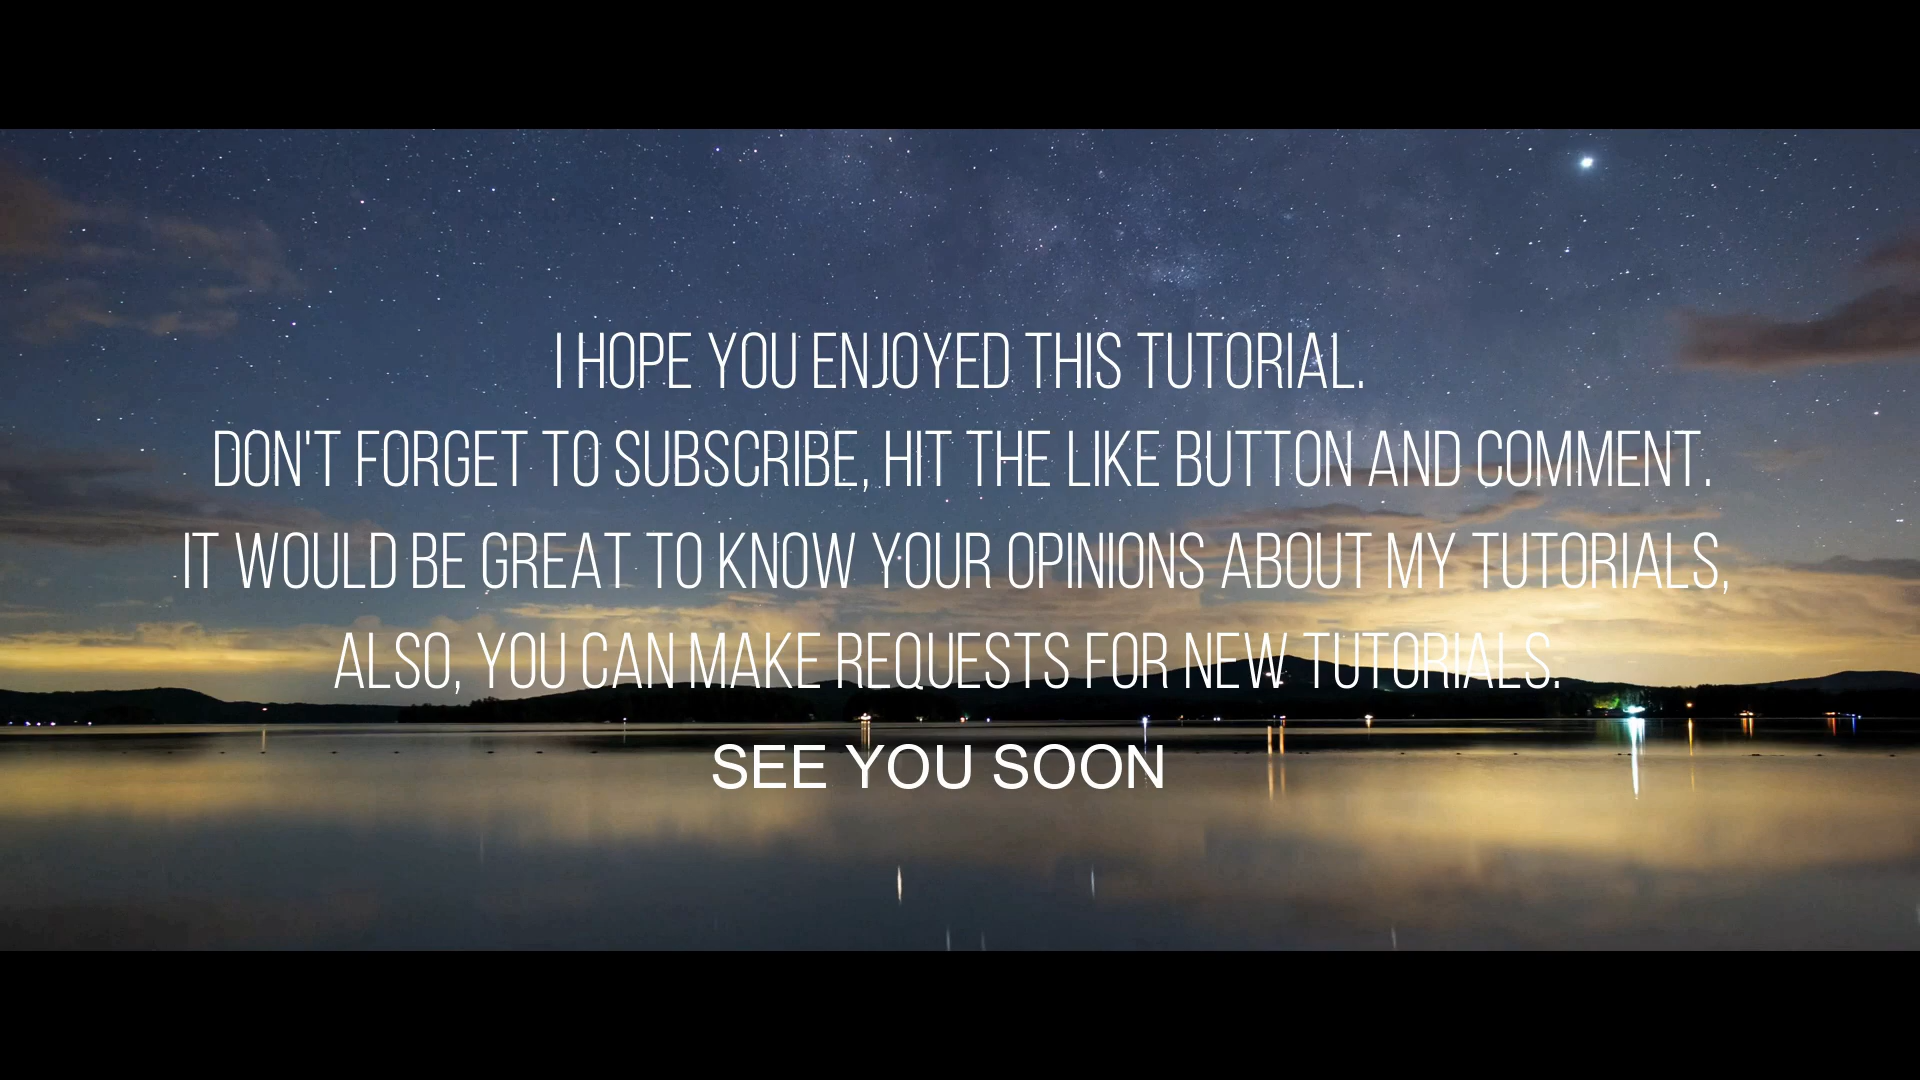 I HOPE YOU ENJOYED THIS TUTORIAL.
DON'T FORGET TO SUBSCRIBE, HIT THE LIKE BUTTON AND COMMENT.
IT WOULD BE GREAT TO KNOW YOUR OPINIONS ABOUT MY TUTORIALS,
ALSO, YOU CAN MAKE REQUESTS FOR NEW TUTORIALS.
SEE YOU SOON